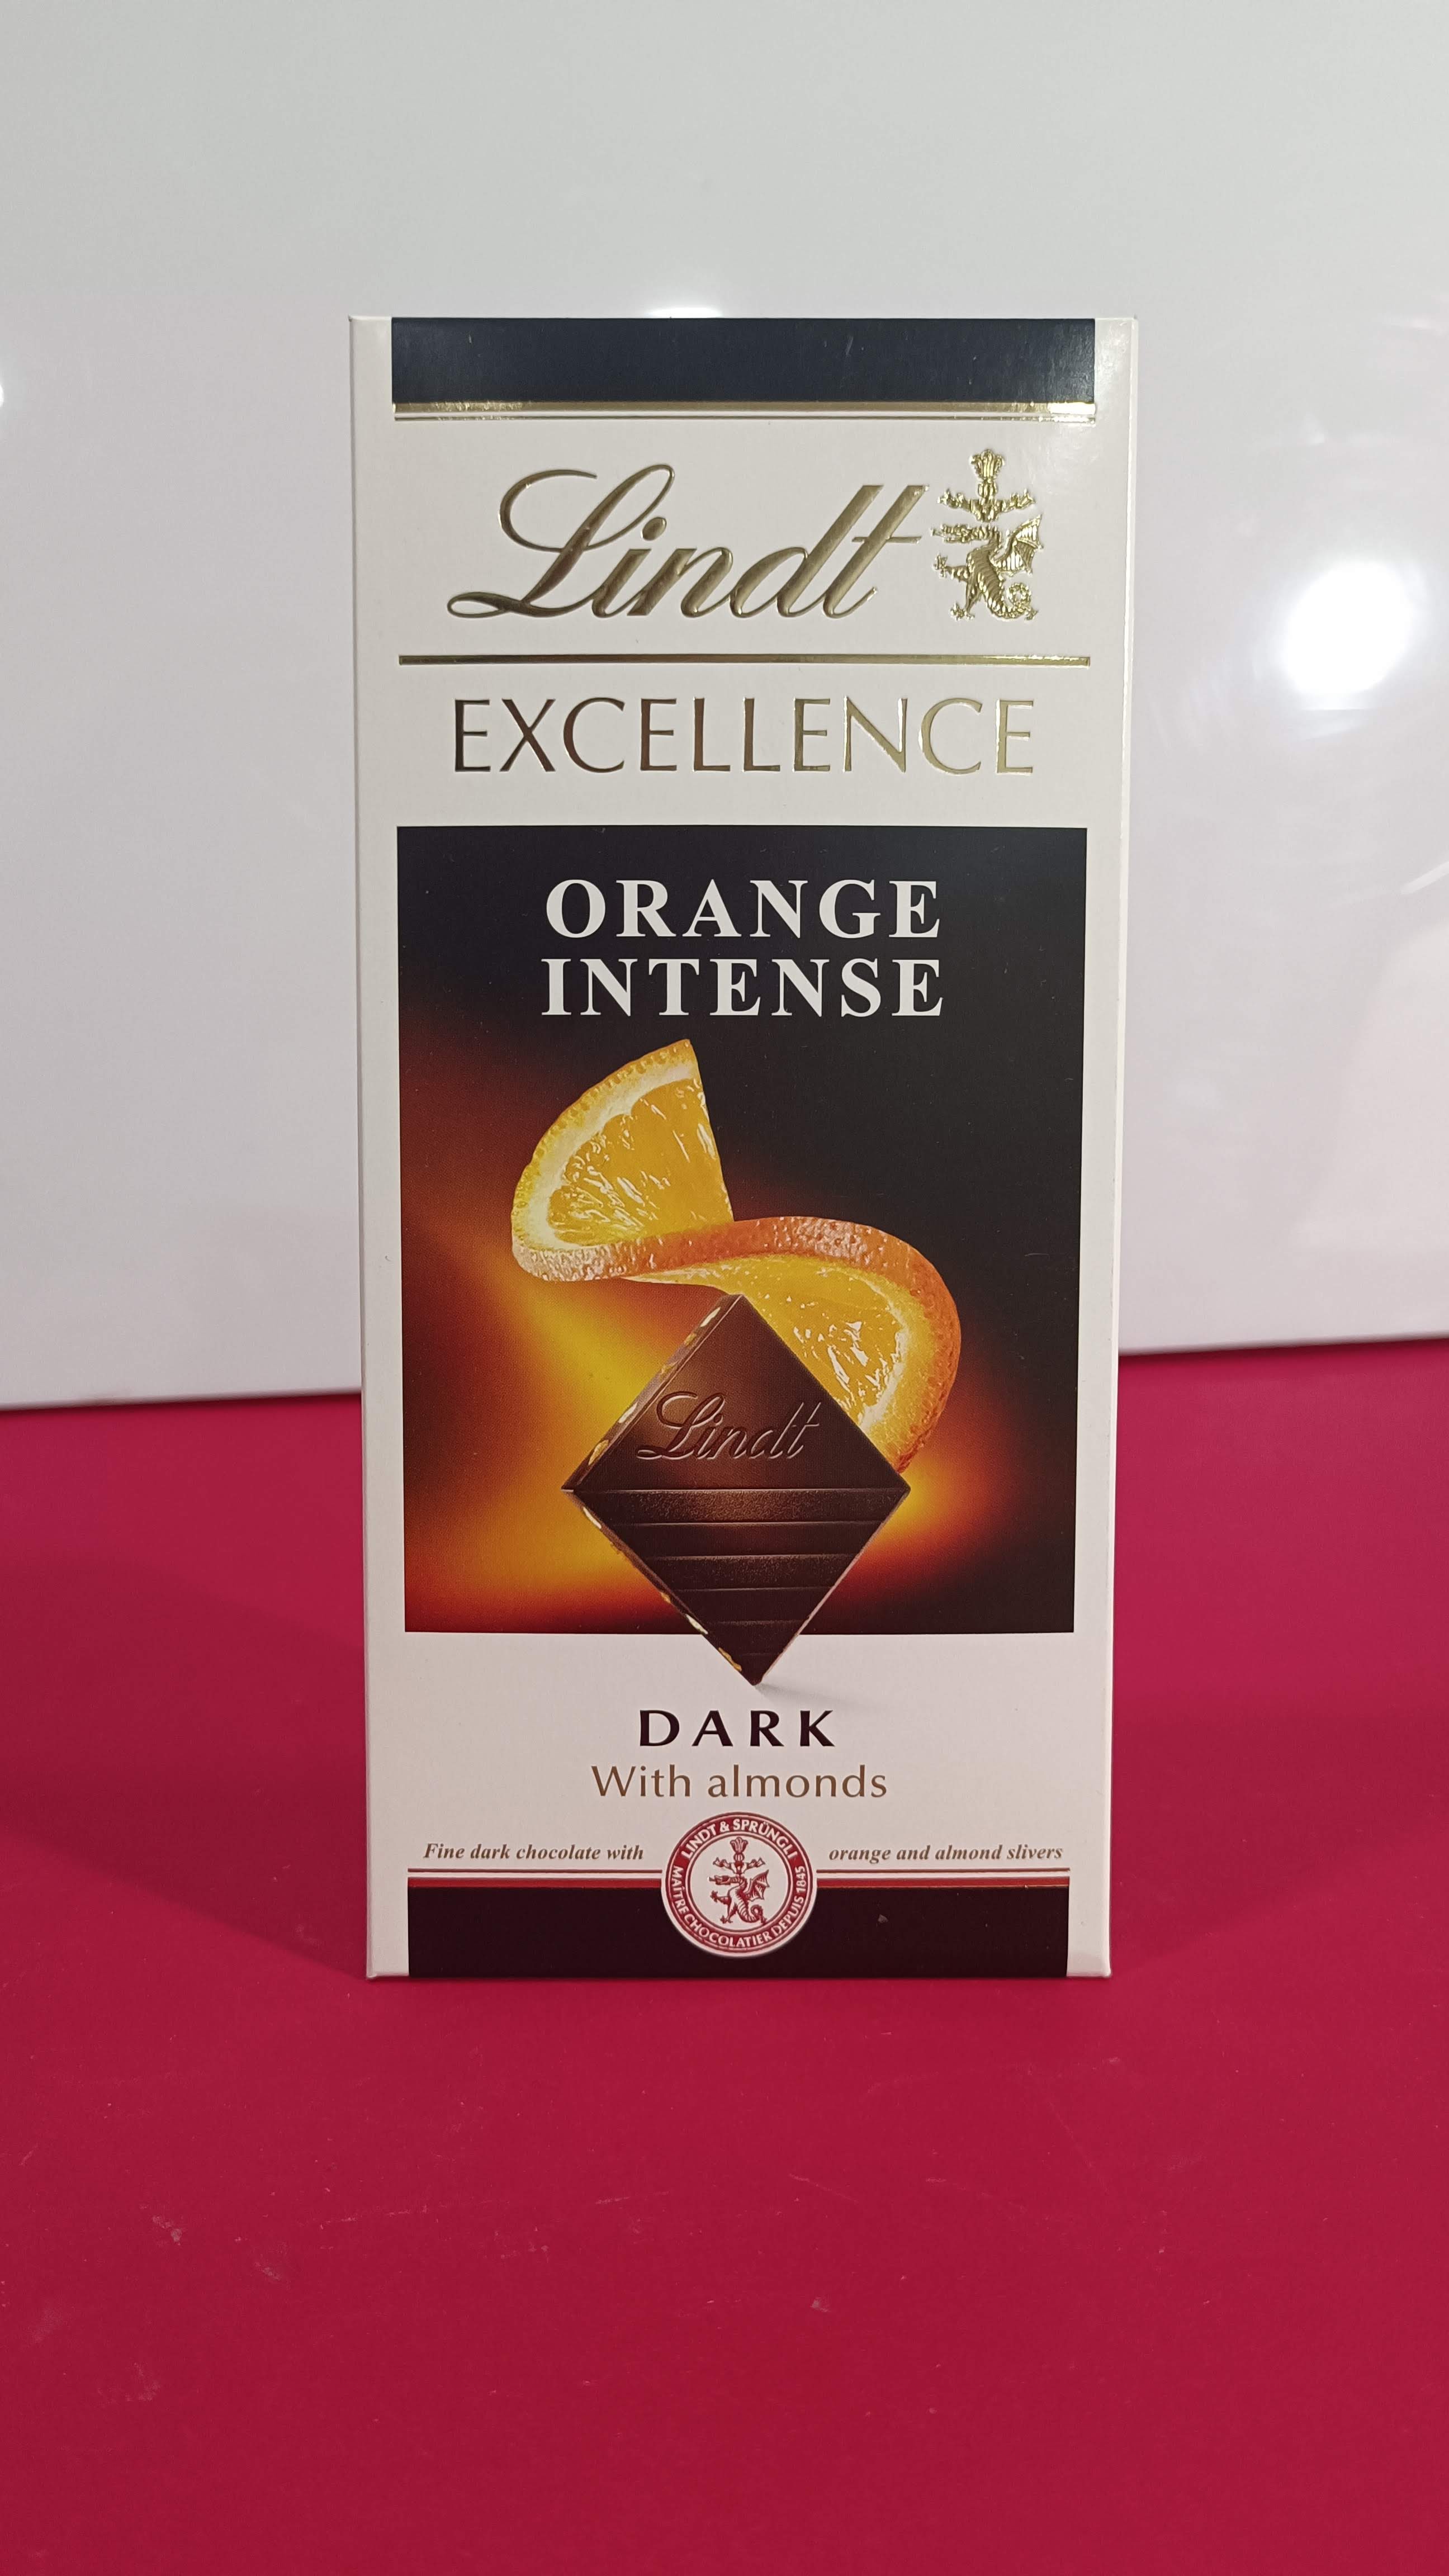 Lindt
EXCELLENCE
ORANGE
INTENSE
Lindt
DARK
With almonds
Fine dark chocolate with orange and almond slivers
LINDT & SPRÜNGLI
MAÎTRE CHOCOLATIER DEPUIS 1845